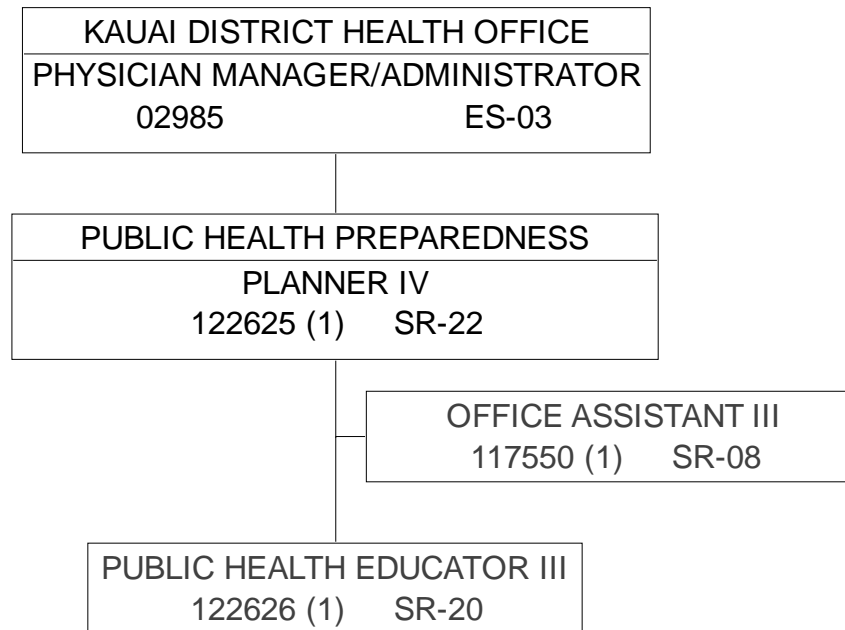 KAUAI DISTRICT HEALTH OFFICE
PHYSICIAN MANAGER/ADMINISTRATOR
02985 ES-03
PUBLIC HEALTH PREPAREDNESS
PLANNER IV
122625 (1) SR-22
OFFICE ASSISTANT III
117550 (1) SR-08
PUBLIC HEALTH EDUCATOR III
122626 (1) SR-20